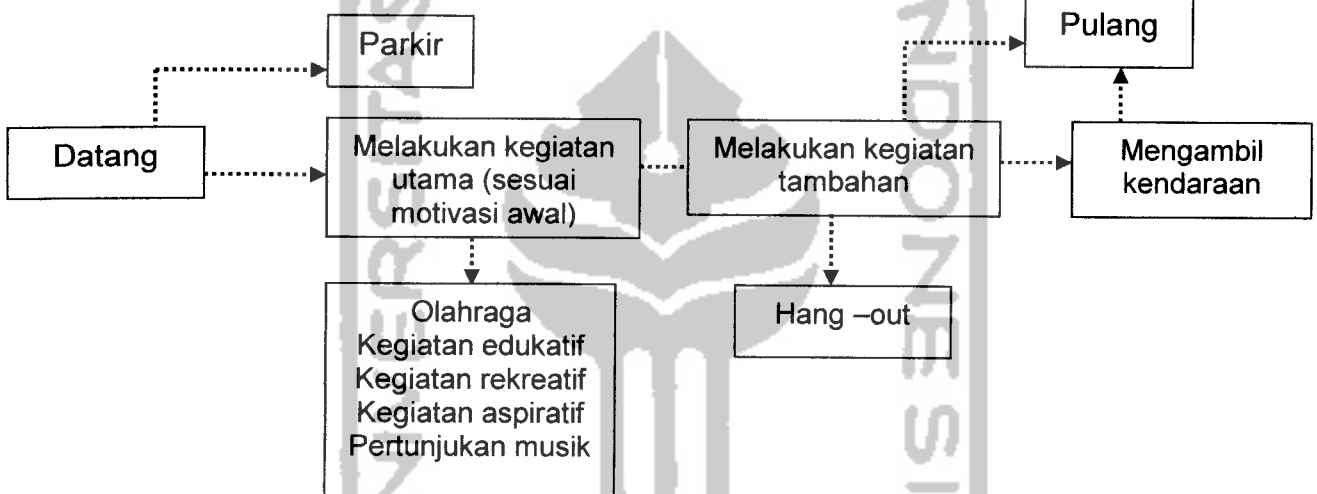 Parkir
Pulang
Datang
Melakukan kegiatan
utama (sesuai
motivasi awal)
Melakukan kegiatan
tambahan
Mengambil
kendaraan
Olahraga
Kegiatan edukatif
Kegiatan rekreatif
Kegiatan aspiratif
Pertunjukan musik
Hang –out